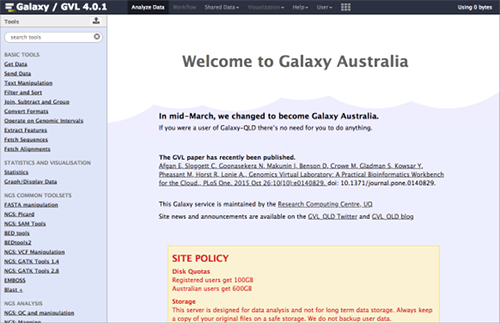 Galaxy / GVL 4.0.1
Analyze Data Workflow Shared Data Visualization Help User
Using 0 bytes
Tools
search tools
BASIC TOOLS
Get Data
Send Data
Text Manipulation
Filter and Sort
Join, Subtract and Group
Convert Formats
Operate on Genomic Intervals
Extract Features
Fetch Sequences
Fetch Alignments
STATISTICS AND VISUALISATION
Statistics
Graph/Display Data
NGS COMMON TOOLSETS
FASTA manipulation
NGS: Picard
NGS: SAM Tools
BED tools
BEDtools2
NGS: VCF Manipulation
NGS: GATK Tools 1.4
NGS: GATK Tools 2.8
EMBOSS
Blast +
NGS ANALYSIS
NGS: QC and manipulation
NGS: Mapping
Welcome to Galaxy Australia
In mid-March, we changed to become Galaxy Australia.
If you were a user of Galaxy-QLD there's no need for you to do anything.
The GVL paper has recently been published.
Afgan E, Sloggett C, Goonasekera N, Makunin I, Benson D, Crowe M, Gladman S, Kowsar Y,
Pheasant M, Horst R, Lonie A., Genomics Virtual Laboratory: A Practical Bioinformatics Workbench
for the Cloud., PLoS One. 2015 Oct 26;10(10):e0140829. doi: 10.1371/journal.pone.0140829.
This Galaxy service is maintained by the Research Computing Centre, UQ
Site news and announcements are available on the GVL_QLD Twitter and GVL_QLD blog
SITE POLICY
Disk Quotas
Registered users get 100GB
Australian users get 600GB
Storage
This server is designed for data analysis and not for long term data storage. Always keep
a copy of your original files on a safe storage. We do not backup user data.